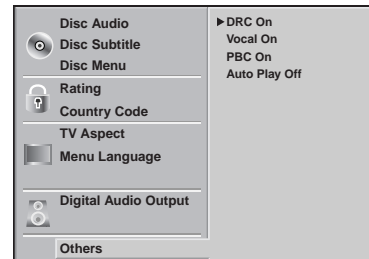 Disc Audio
Disc Subtitle
Disc Menu
Rating
Country Code
TV Aspect
Menu Language
Digital Audio Output
Others
DRC On
Vocal On
PBC On
Auto Play Off